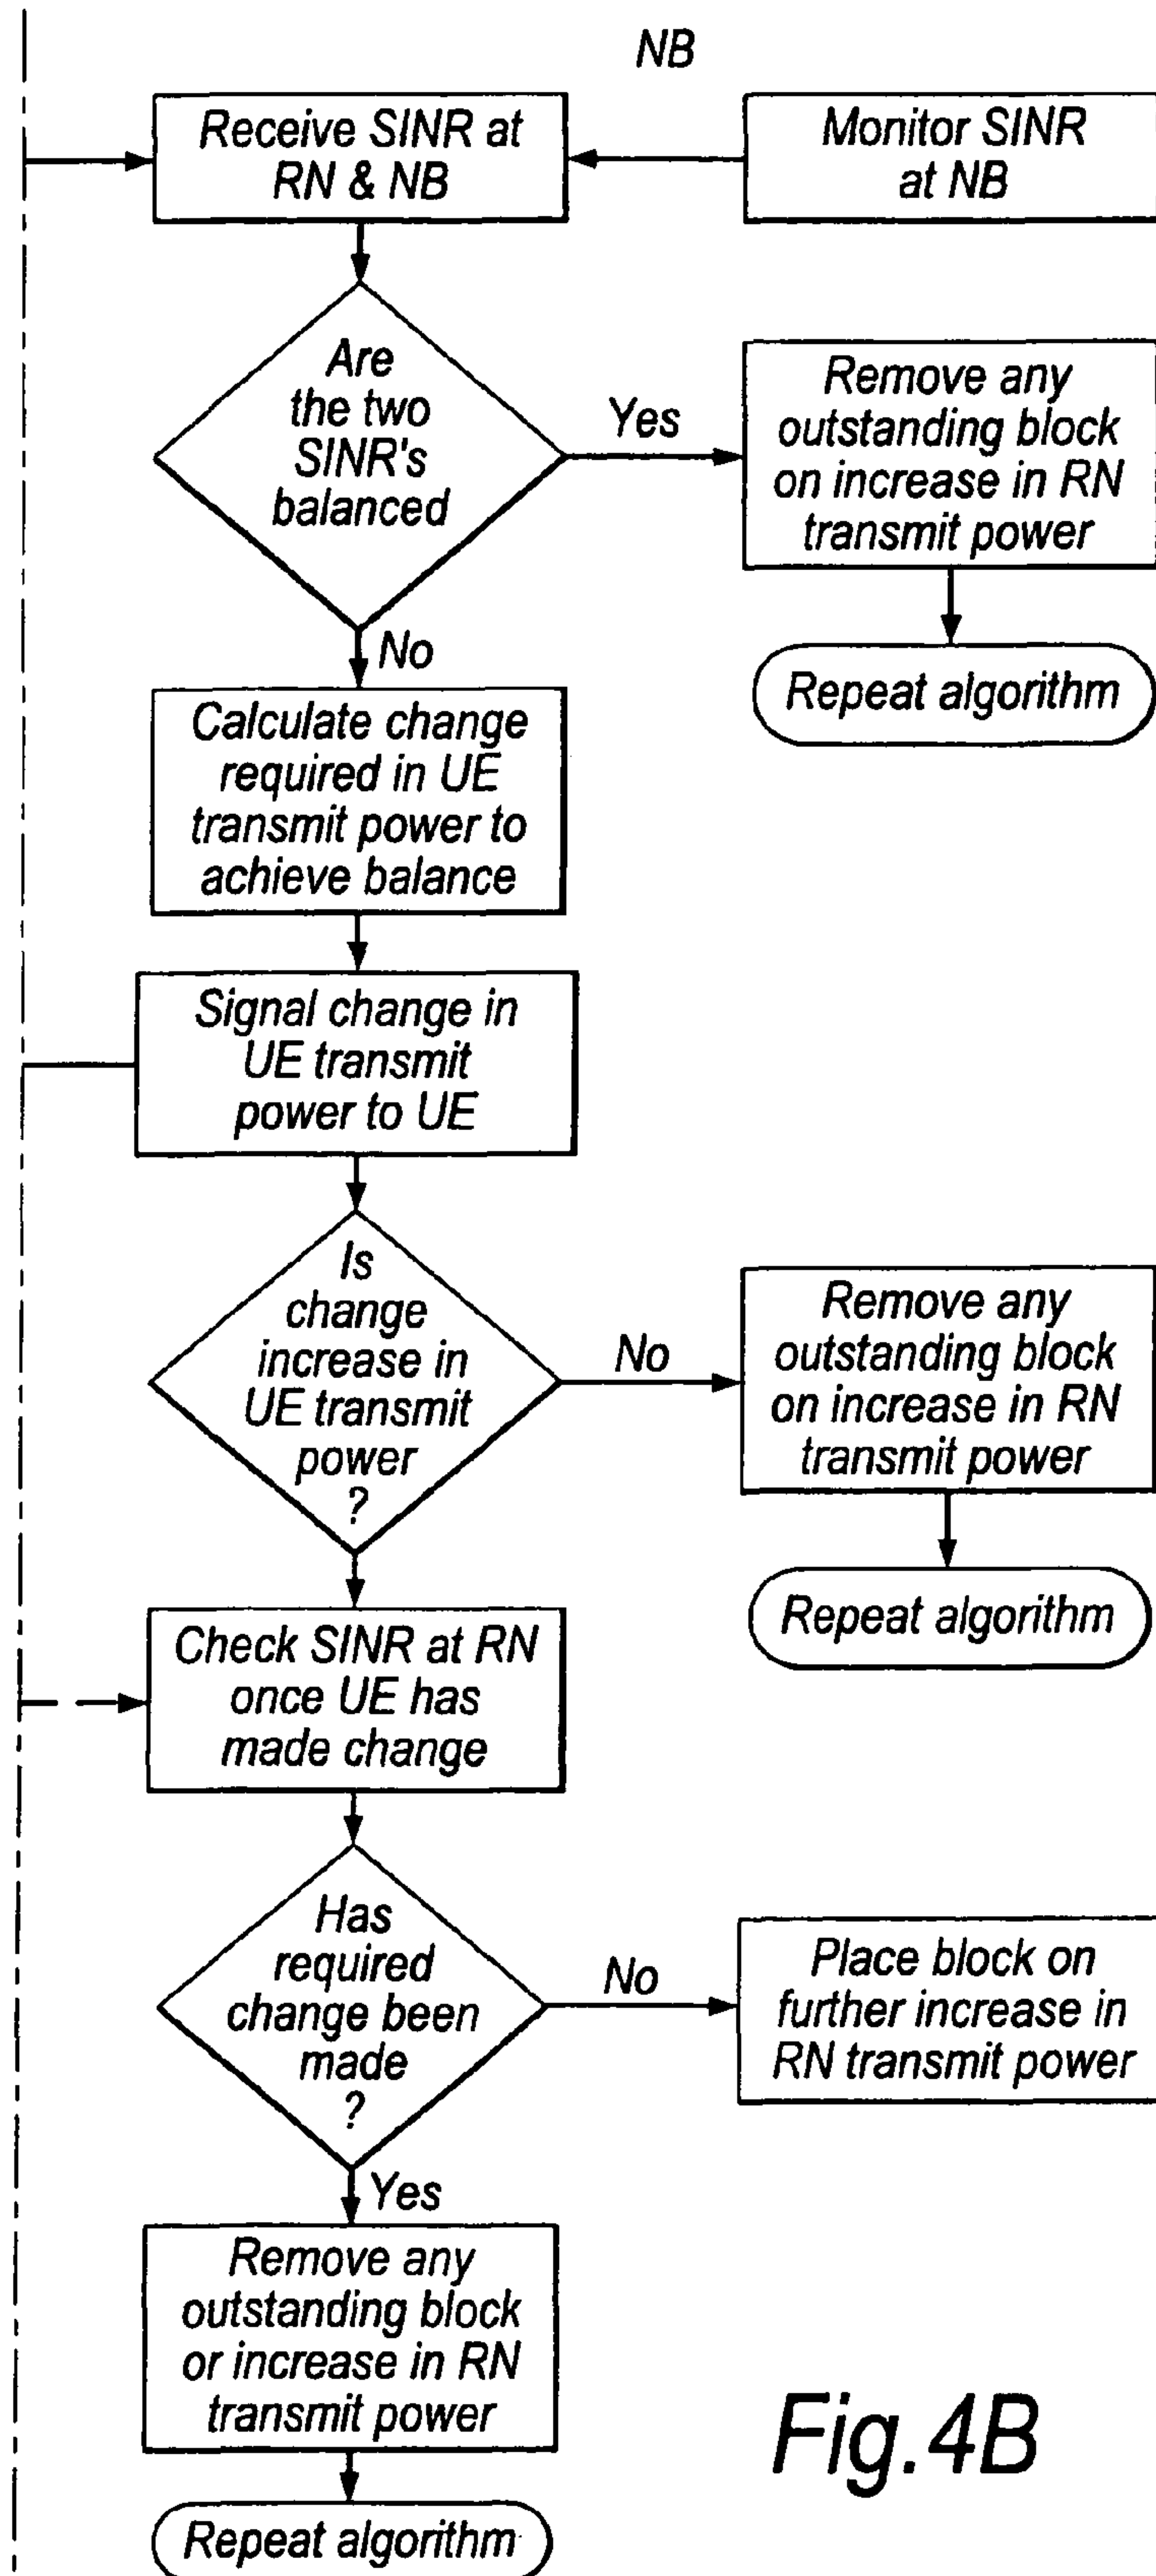 NB
Receive SINR at
RN & NB
Monitor SINR
at NB
Are
the two
SINR's
balanced
Yes
Remove any
outstanding block
on increase in RN
transmit power
Repeat algorithm
No
Calculate change
required in UE
transmit power to
achieve balance
Signal change in
UE transmit
power to UE
Is
change
increase in
UE transmit
power
?
No
Remove any
outstanding block
on increase in RN
transmit power
Repeat algorithm
Check SINR at RN
once UE has
made change
Has
required
change been
made
?
No
Place block on
further increase in
RN transmit power
Yes
Remove any
outstanding block
or increase in RN
transmit power
Repeat algorithm
Fig.4B